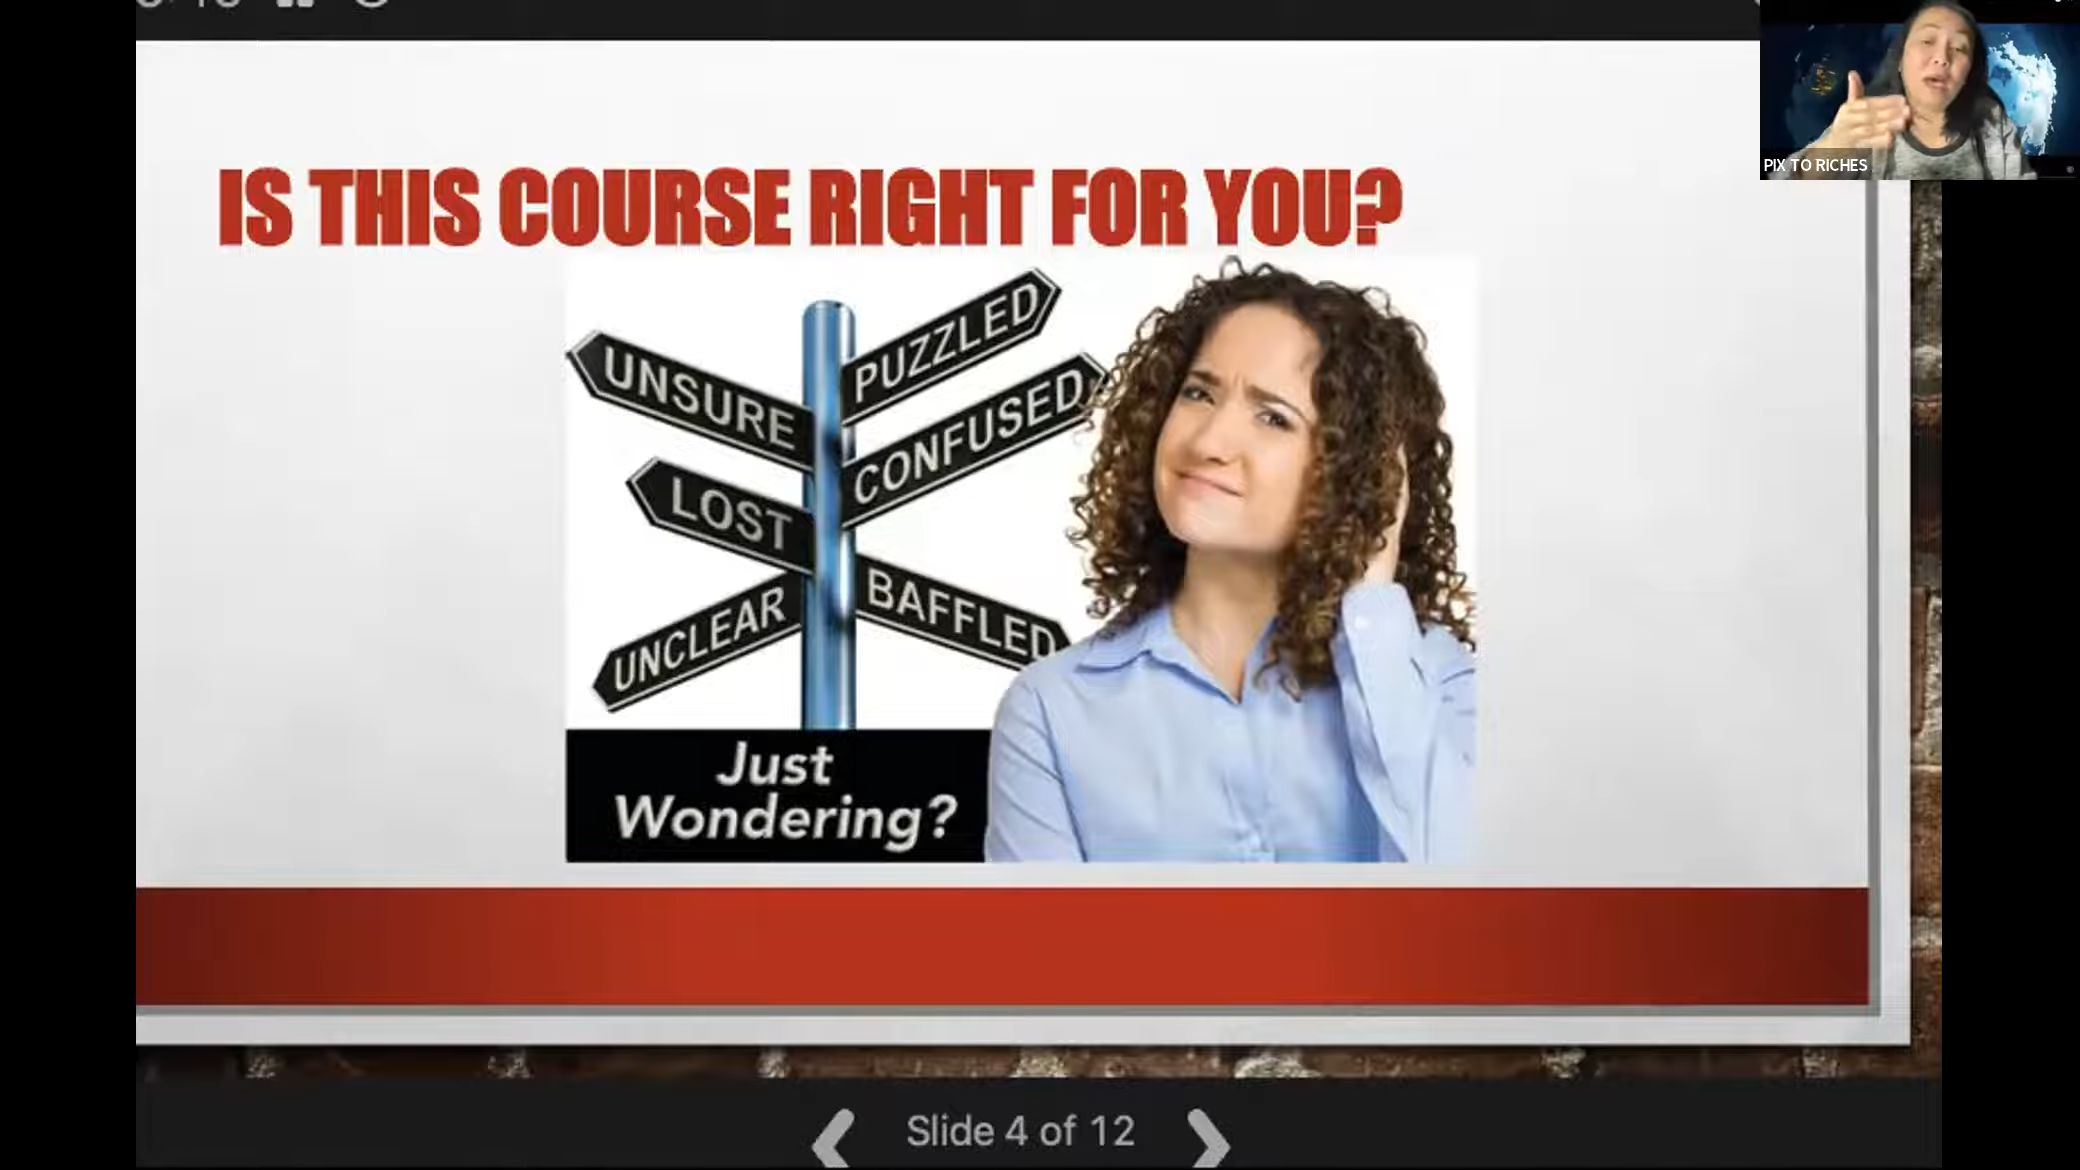 PIX TO RICHES
IS THIS COURSE RIGHT FOR YOU?
PUZZLED
UNSURE
CONFUSED
LOST
BAFFLED
UNCLEAR
Just
Wondering?
Slide 4 of 12